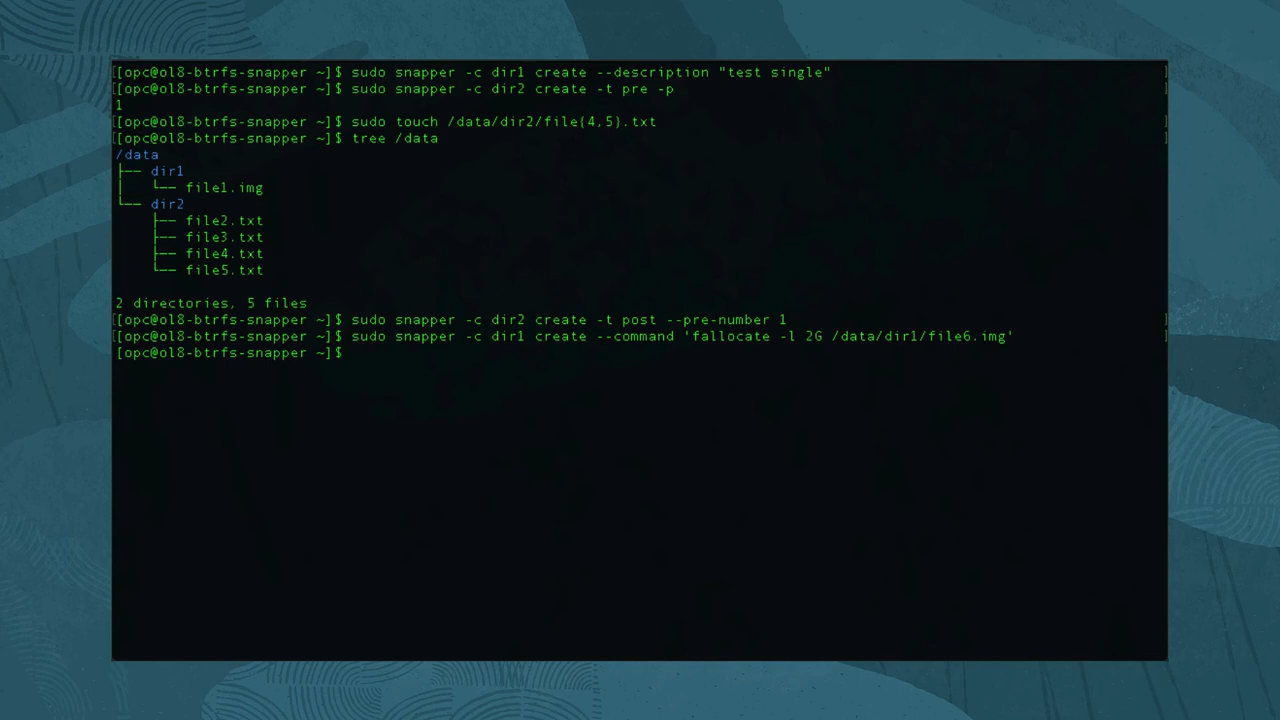 [[opc@ol8-btrfs-snapper ~]$ sudo snapper -c dir1 create --description "test single" ]
[[opc@ol8-btrfs-snapper ~]$ sudo snapper -c dir2 create -t pre -p ]
1
[[opc@ol8-btrfs-snapper ~]$ sudo touch /data/dir2/file{4,5}.txt ]
[[opc@ol8-btrfs-snapper ~]$ tree /data ]
/data
├── dir1
│   └── file1.img
└── dir2
    ├── file2.txt
    ├── file3.txt
    ├── file4.txt
    └── file5.txt
2 directories, 5 files
[[opc@ol8-btrfs-snapper ~]$ sudo snapper -c dir2 create -t post --pre-number 1 ]
[[opc@ol8-btrfs-snapper ~]$ sudo snapper -c dir1 create --command 'fallocate -l 2G /data/dir1/file6.img' ]
[opc@ol8-btrfs-snapper ~]$